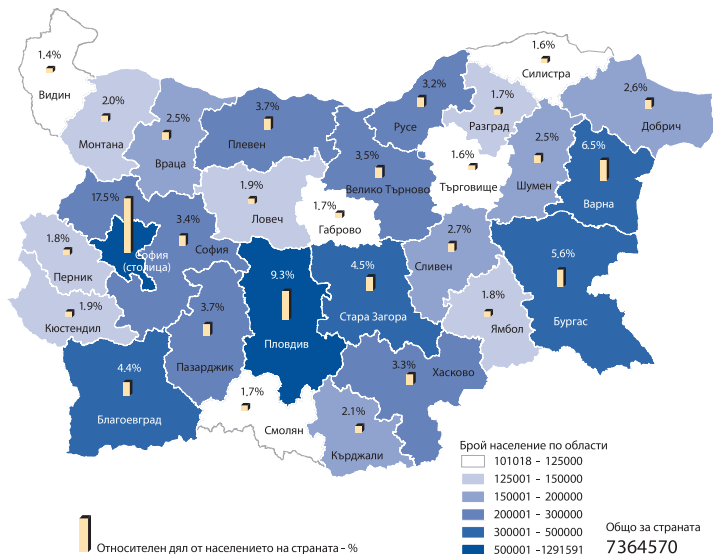 1.4%
Видин
2.0%
Монтана
2.5%
Враца
3.7%
Плевен
3,5%
Велико Търново
3,2%
Русе
1.7%
Разград
1.6%
Силистра
2,6%
Добрич
1.6%
Търговище
2.5%
Шумен
6.5%
Варна
17.5%
София
(столица)
3.4%
София
1.9%
Ловеч
1.7%
Габрово
1.8%
Перник
1.9%
Кюстендил
3.7%
Пазарджик
9.3%
Пловдив
4.5%
Стара Загора
2.7%
Сливен
1.8%
Ямбол
5.6%
Бургас
4.4%
Благоевград
1.7%
Смолян
2.1%
Кърджали
3.3%
Хасково
Брой население по области
101018 – 125000
125001 – 150000
150001 – 200000
200001 – 300000
300001 – 500000
500001 –1291591
Общо за страната
7364570
Относителен дял от населението на страната – %